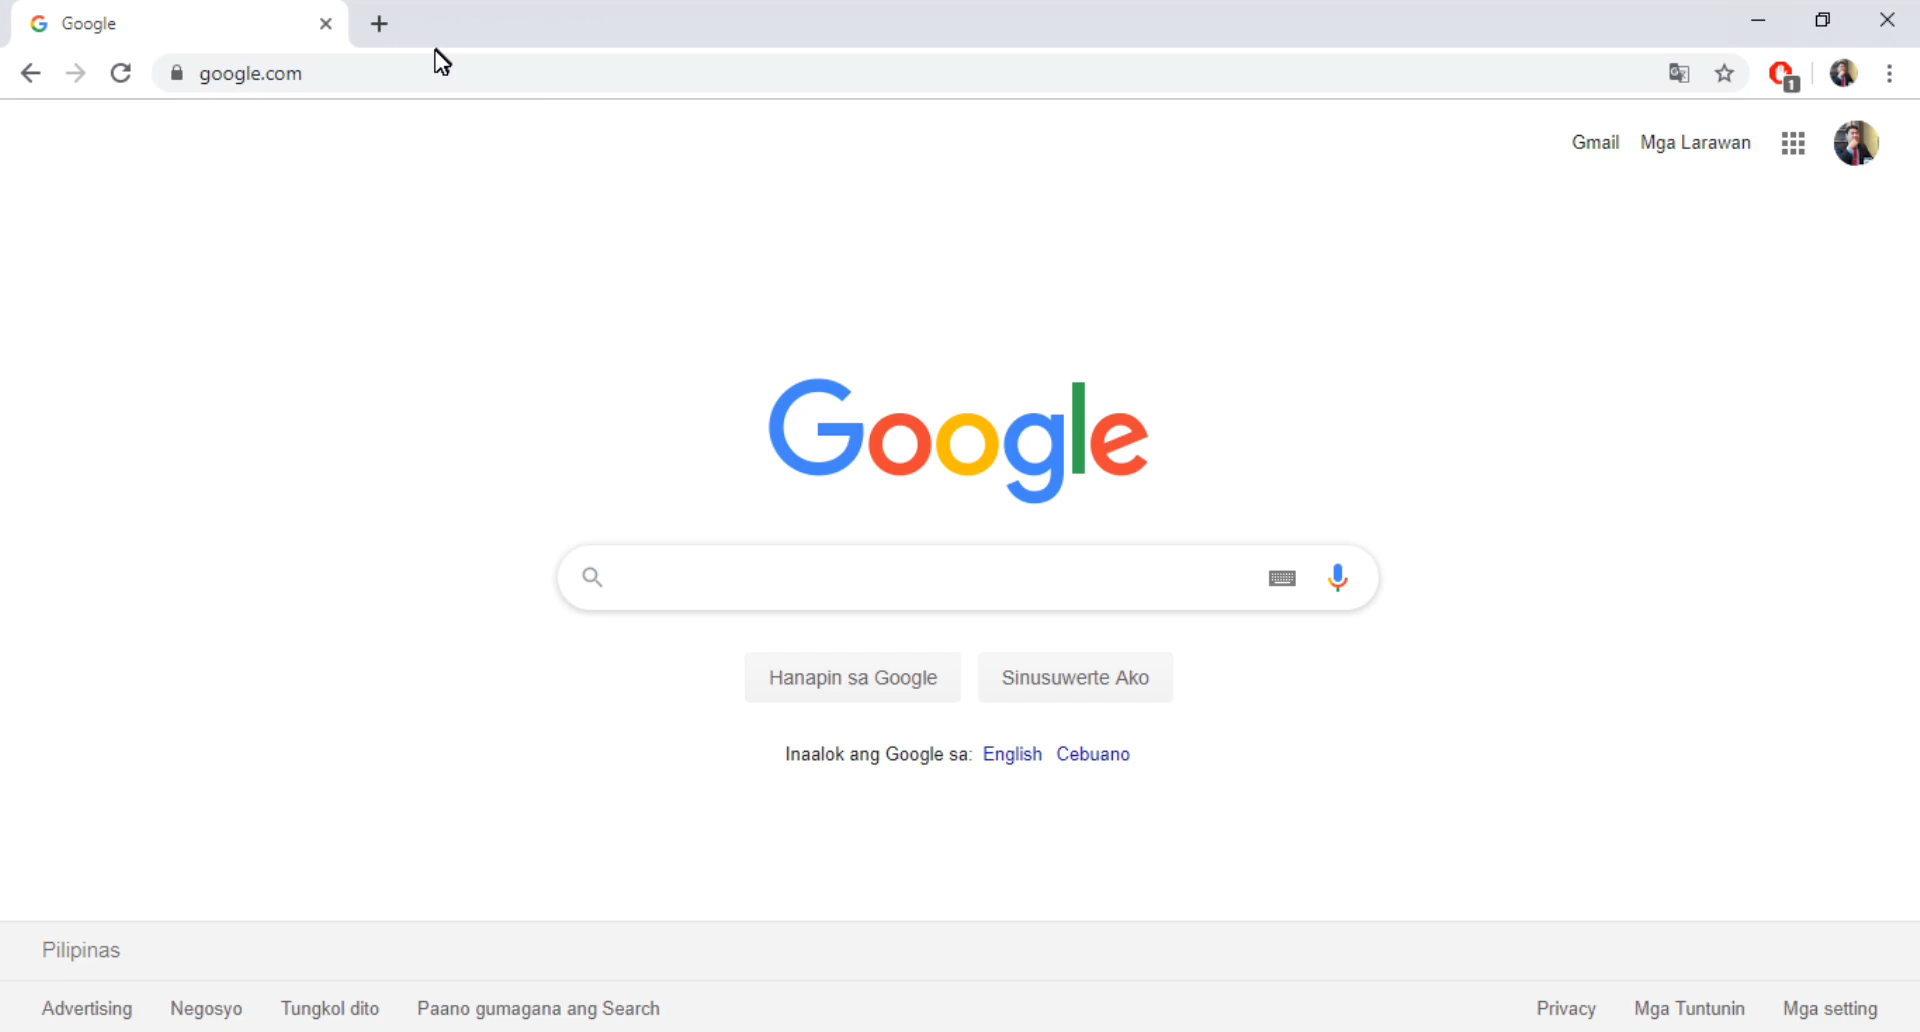 Google
google.com
1
Gmail Mga Larawan
Google
Hanapin sa Google Sinusuwerte Ako
Inaalok ang Google sa: English Cebuano
Pilipinas
Advertising Negosyo Tungkol dito Paano gumagana ang Search Privacy Mga Tuntunin Mga setting